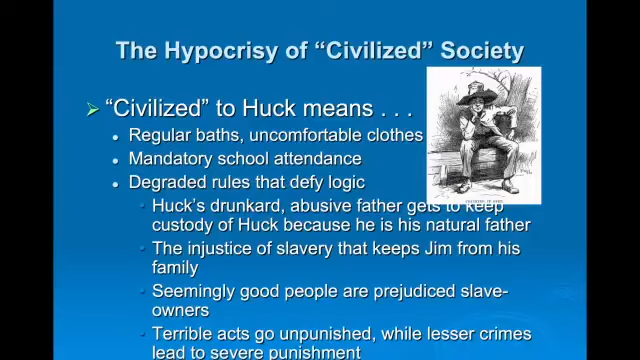 The Hypocrisy of “Civilized” Society
“Civilized” to Huck means . . .
Regular baths, uncomfortable clothes
Mandatory school attendance
Degraded rules that defy logic
Huck’s drunkard, abusive father gets to keep
custody of Huck because he is his natural father
The injustice of slavery that keeps Jim from his
family
Seemingly good people are prejudiced slave-
owners
Terrible acts go unpunished, while lesser crimes
lead to severe punishment